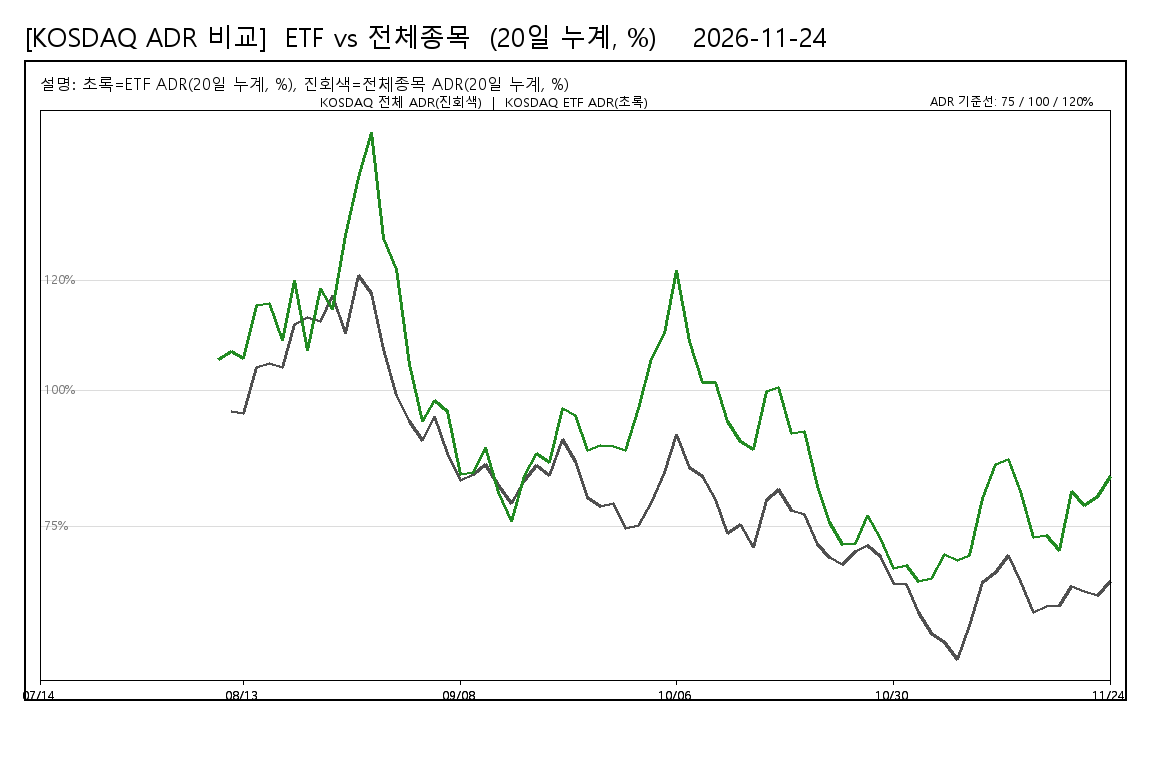 [KOSDAQ ADR 비교]  ETF vs 전체종목  (20일 누계, %)    2026-11-24
설명: 초록=ETF ADR(20일 누계, %), 진회색=전체종목 ADR(20일 누계, %)
KOSDAQ 전체 ADR(진회색)  |  KOSDAQ ETF ADR(초록)
ADR 기준선: 75 / 100 / 120%
120%
100%
75%
07/14
08/13
09/08
10/06
10/30
11/24